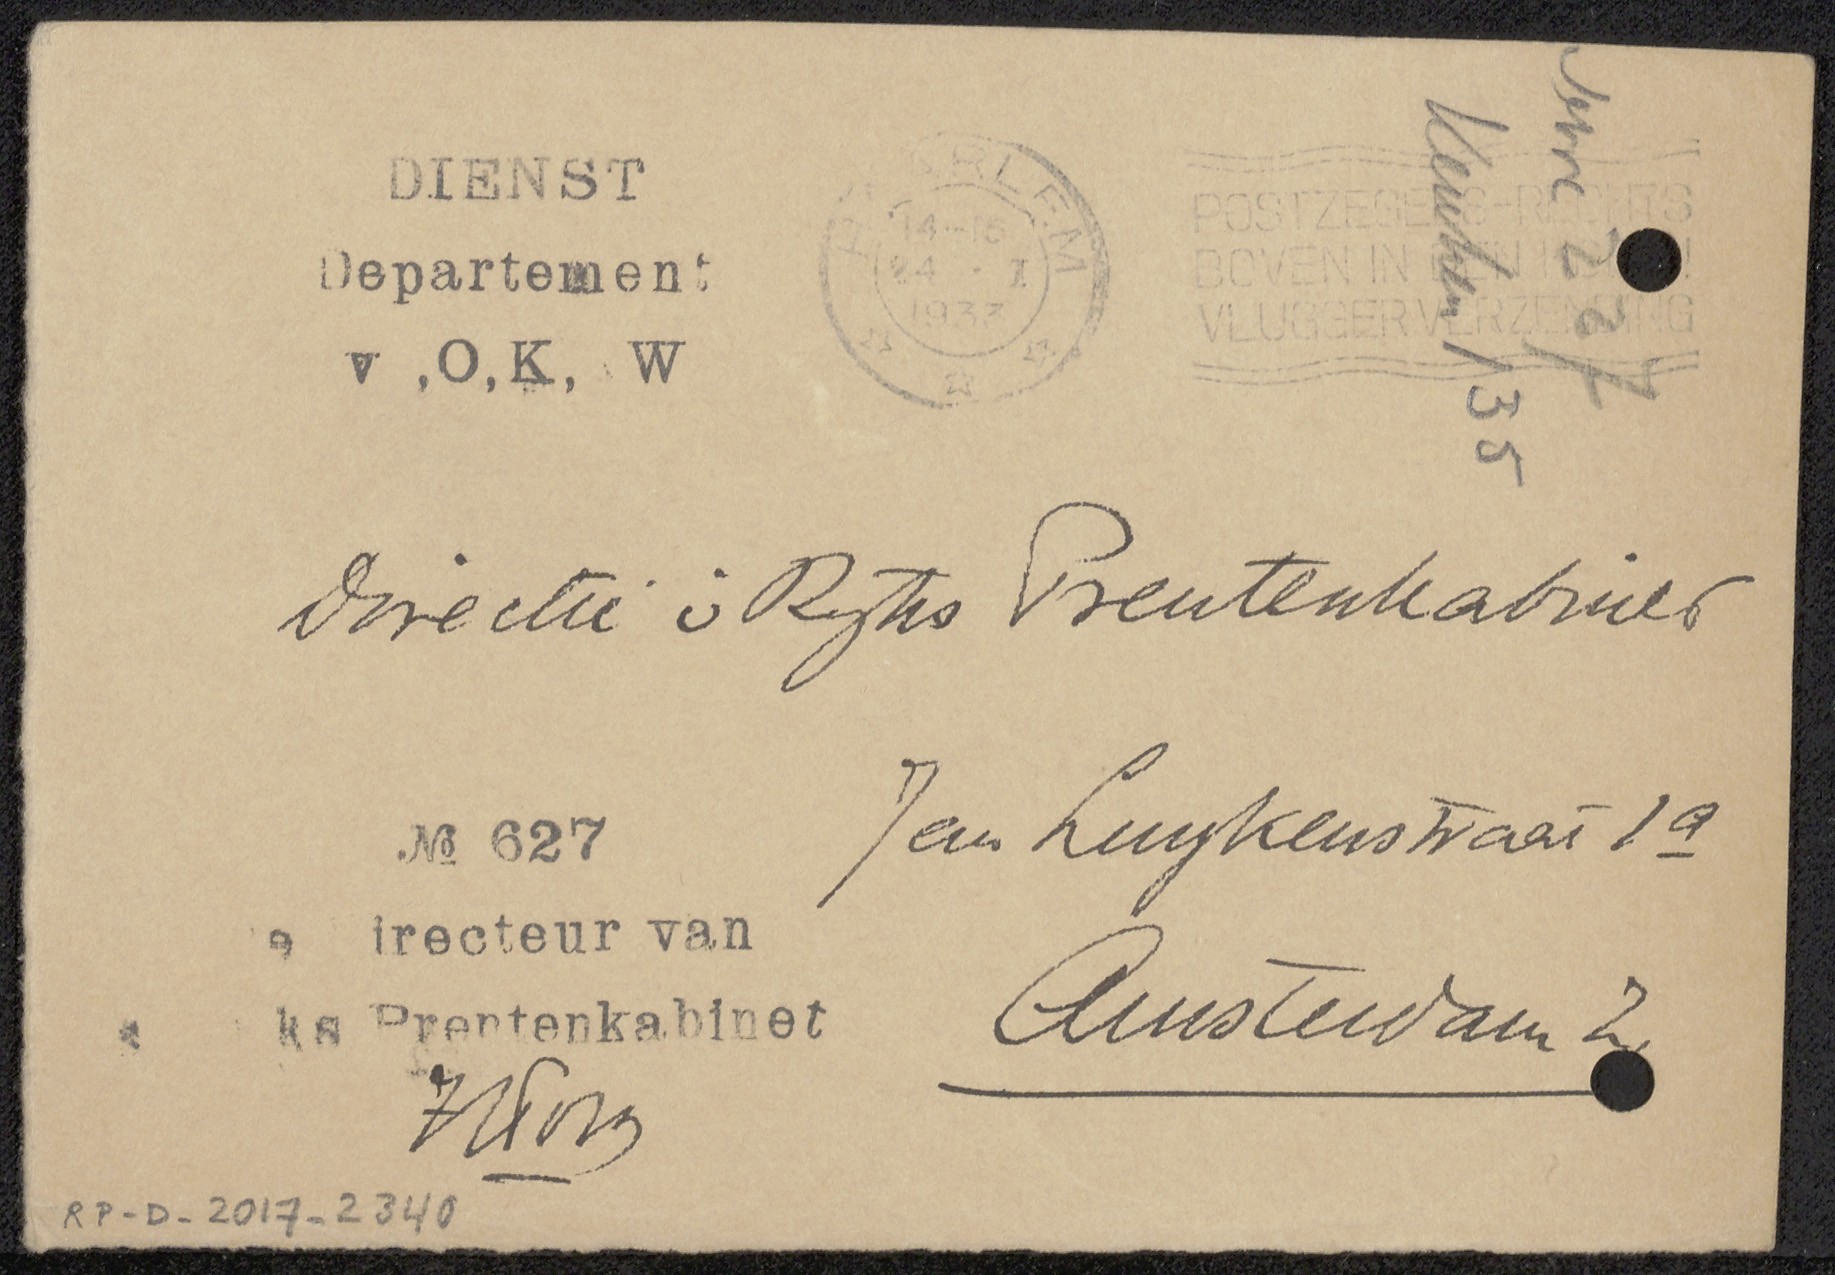 DIENST
Departement
v ,O,K, W
HAARLEM
14-15
24 · I
1933
POSTZEGELS-RECHTS
BOVEN IN DEN HOEK!
VLUGGER VERZENDING
135
Directie v Ryks Prentenkabinet
Jan Luykenstraat 1a
Amsterdam Z.
№ 627
e irecteur van
ks Prentenkabinet
RP-D-2017-2340